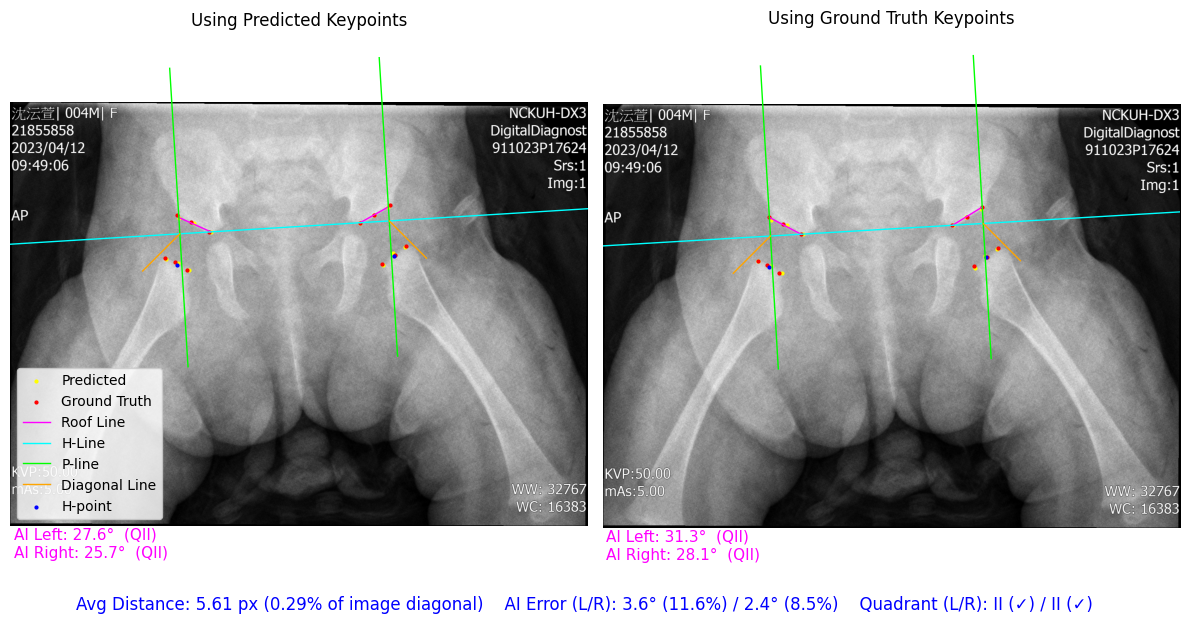 Using Predicted Keypoints
沈沄萱| 004M| F
21855858
2023/04/12
09:49:06
NCKUH-DX3
DigitalDiagnost
911023P17624
Srs:1
Img:1
AP
Predicted
Ground Truth
Roof Line
H-Line
P-line
Diagonal Line
H-point
KVP:50.00
mAs:5.00
WW: 32767
WC: 16383
AI Left: 27.6° (QII)
AI Right: 25.7° (QII)
Using Ground Truth Keypoints
沈沄萱| 004M| F
21855858
2023/04/12
09:49:06
NCKUH-DX3
DigitalDiagnost
911023P17624
Srs:1
Img:1
AP
KVP:50.00
mAs:5.00
WW: 32767
WC: 16383
AI Left: 31.3° (QII)
AI Right: 28.1° (QII)
Avg Distance: 5.61 px (0.29% of image diagonal) AI Error (L/R): 3.6° (11.6%) / 2.4° (8.5%) Quadrant (L/R): II (✓) / II (✓)